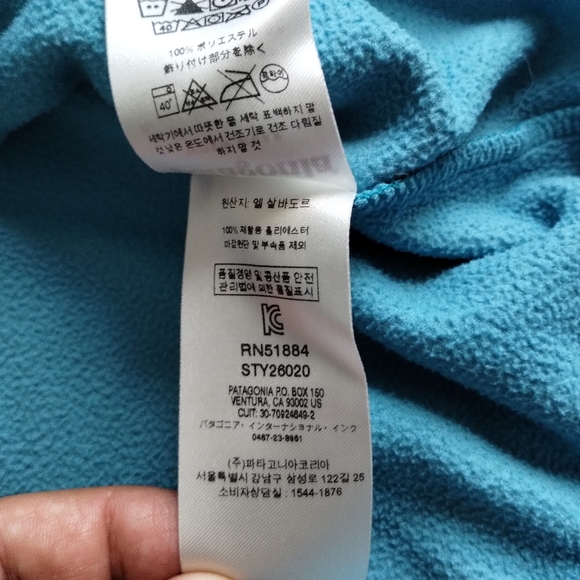 40
100% ポリエステル
飾り付け部分を除く
40°
드라이
세탁기에서 따뜻한 물 세탁 표백하지 말
것 낮은 온도에서 건조기로 건조 다림질
하지 말 것
원산지: 엘 살바도르
100% 재활용 폴리에스터
마감원단 및 부속품 제외
품질경영 및 공산품 안전
관리법에 의한 품질표시
RN51884
STY26020
PATAGONIA P.O. BOX 150
VENTURA, CA 93002 US
CUIT: 30-70924849-2
パタゴニア・インターナショナル・インク
0467-23-8961
(주)파타고니아코리아
서울특별시 강남구 삼성로 122길 25
소비자상담실 : 1544-1876